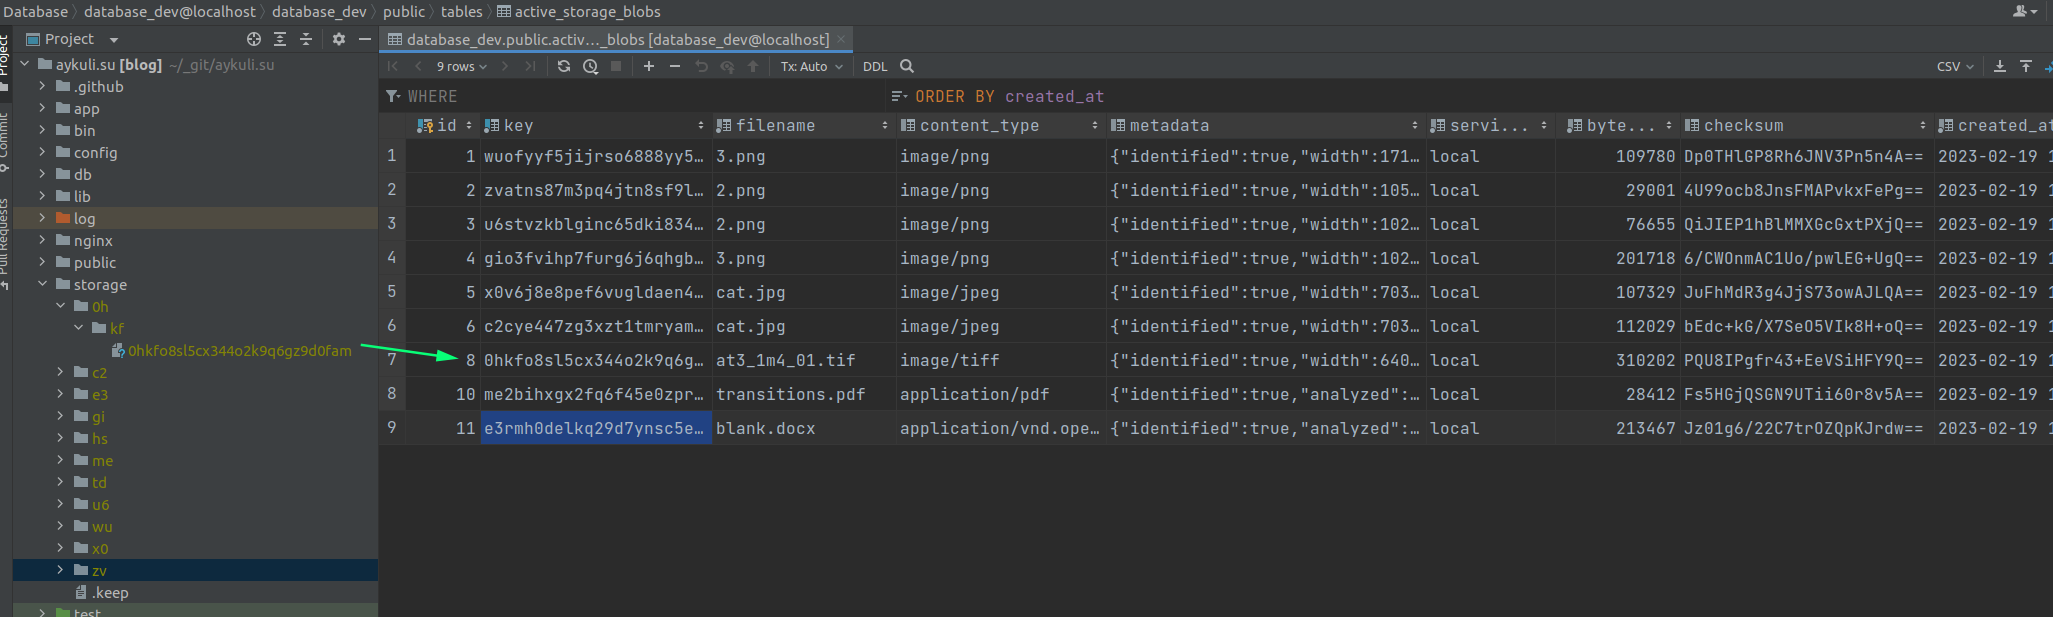 Database database_dev@localhost database_dev public tables active_storage_blobs
Project
database_dev.public.activ..._blobs [database_dev@localhost]
Project
Commit
Pull Requests
aykuli.su [blog] ~/_git/aykuli.su
.github
app
bin
config
db
lib
log
nginx
public
storage
0h
kf
0hkfo8sl5cx344o2k9q6gz9d0fam
c2
e3
gi
hs
me
td
u6
wu
x0
zv
.keep
test
9 rows Tx: Auto DDL CSV
WHERE ORDER BY created_at
id key filename content_type metadata servi... byte... checksum created_at
1 1 wuofyyf5jijrso6888yy5... 3.png image/png {"identified":true,"width":171... local 109780 Dp0THlGP8Rh6JNV3Pn5n4A== 2023-02-19 1
2 2 zvatns87m3pq4jtn8sf9l... 2.png image/png {"identified":true,"width":105... local 29001 4U99ocb8JnsFMAPvkxFePg== 2023-02-19 1
3 3 u6stvzkblginc65dki834... 2.png image/png {"identified":true,"width":102... local 76655 QiJIEP1hBlMMXGcGxtPXjQ== 2023-02-19 1
4 4 gio3fvihp7furg6j6qhgb... 3.png image/png {"identified":true,"width":102... local 201718 6/CWOnmAC1Uo/pwlEG+UgQ== 2023-02-19 1
5 5 x0v6j8e8pef6vugldaen4... cat.jpg image/jpeg {"identified":true,"width":703... local 107329 JuFhMdR3g4JjS73owAJLQA== 2023-02-19 1
6 6 c2cye447zg3xzt1tmryam... cat.jpg image/jpeg {"identified":true,"width":703... local 112029 bEdc+kG/X7SeO5VIk8H+oQ== 2023-02-19 1
7 8 0hkfo8sl5cx344o2k9q6g... at3_1m4_01.tif image/tiff {"identified":true,"width":640... local 310202 PQU8IPgfr43+EeVSiHFY9Q== 2023-02-19 1
8 10 me2bihxgx2fq6f45e0zpr... transitions.pdf application/pdf {"identified":true,"analyzed":... local 28412 Fs5HGjQSGN9UTii60r8v5A== 2023-02-19 1
9 11 e3rmh0delkq29d7ynsc5e... blank.docx application/vnd.ope... {"identified":true,"analyzed":... local 213467 Jz01g6/22C7trOZQpKJrdw== 2023-02-19 1